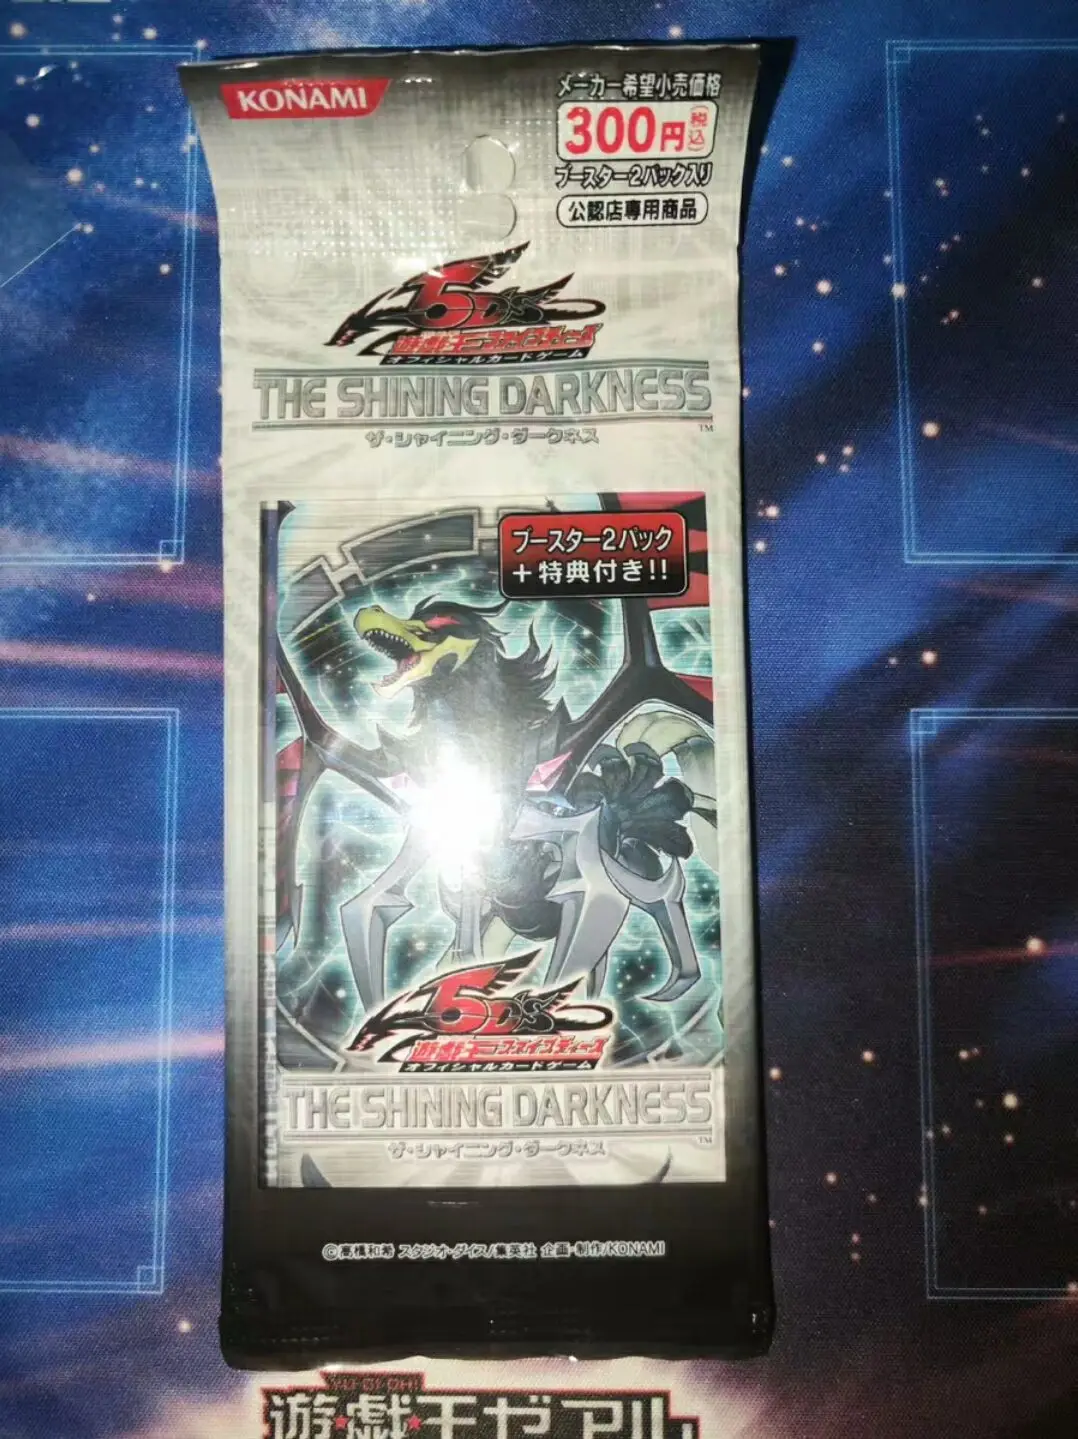 KONAMI
メーカー希望小売価格
300円(税込)
ブースター2パック入り
公認店専用商品
5D's
遊戯王ファイブディーズ
オフィシャルカードゲーム
THE SHINING DARKNESS™
ザ・シャイニング・ダークネス
ブースター2パック
+特典付き!!
5D's
遊戯王ファイブディーズ
オフィシャルカードゲーム
THE SHINING DARKNESS™
ザ・シャイニング・ダークネス
©高橋和希 スタジオ・ダイス/集英社 企画・制作/KONAMI
YU-GI-OH!
遊☆戯☆王ゼアル